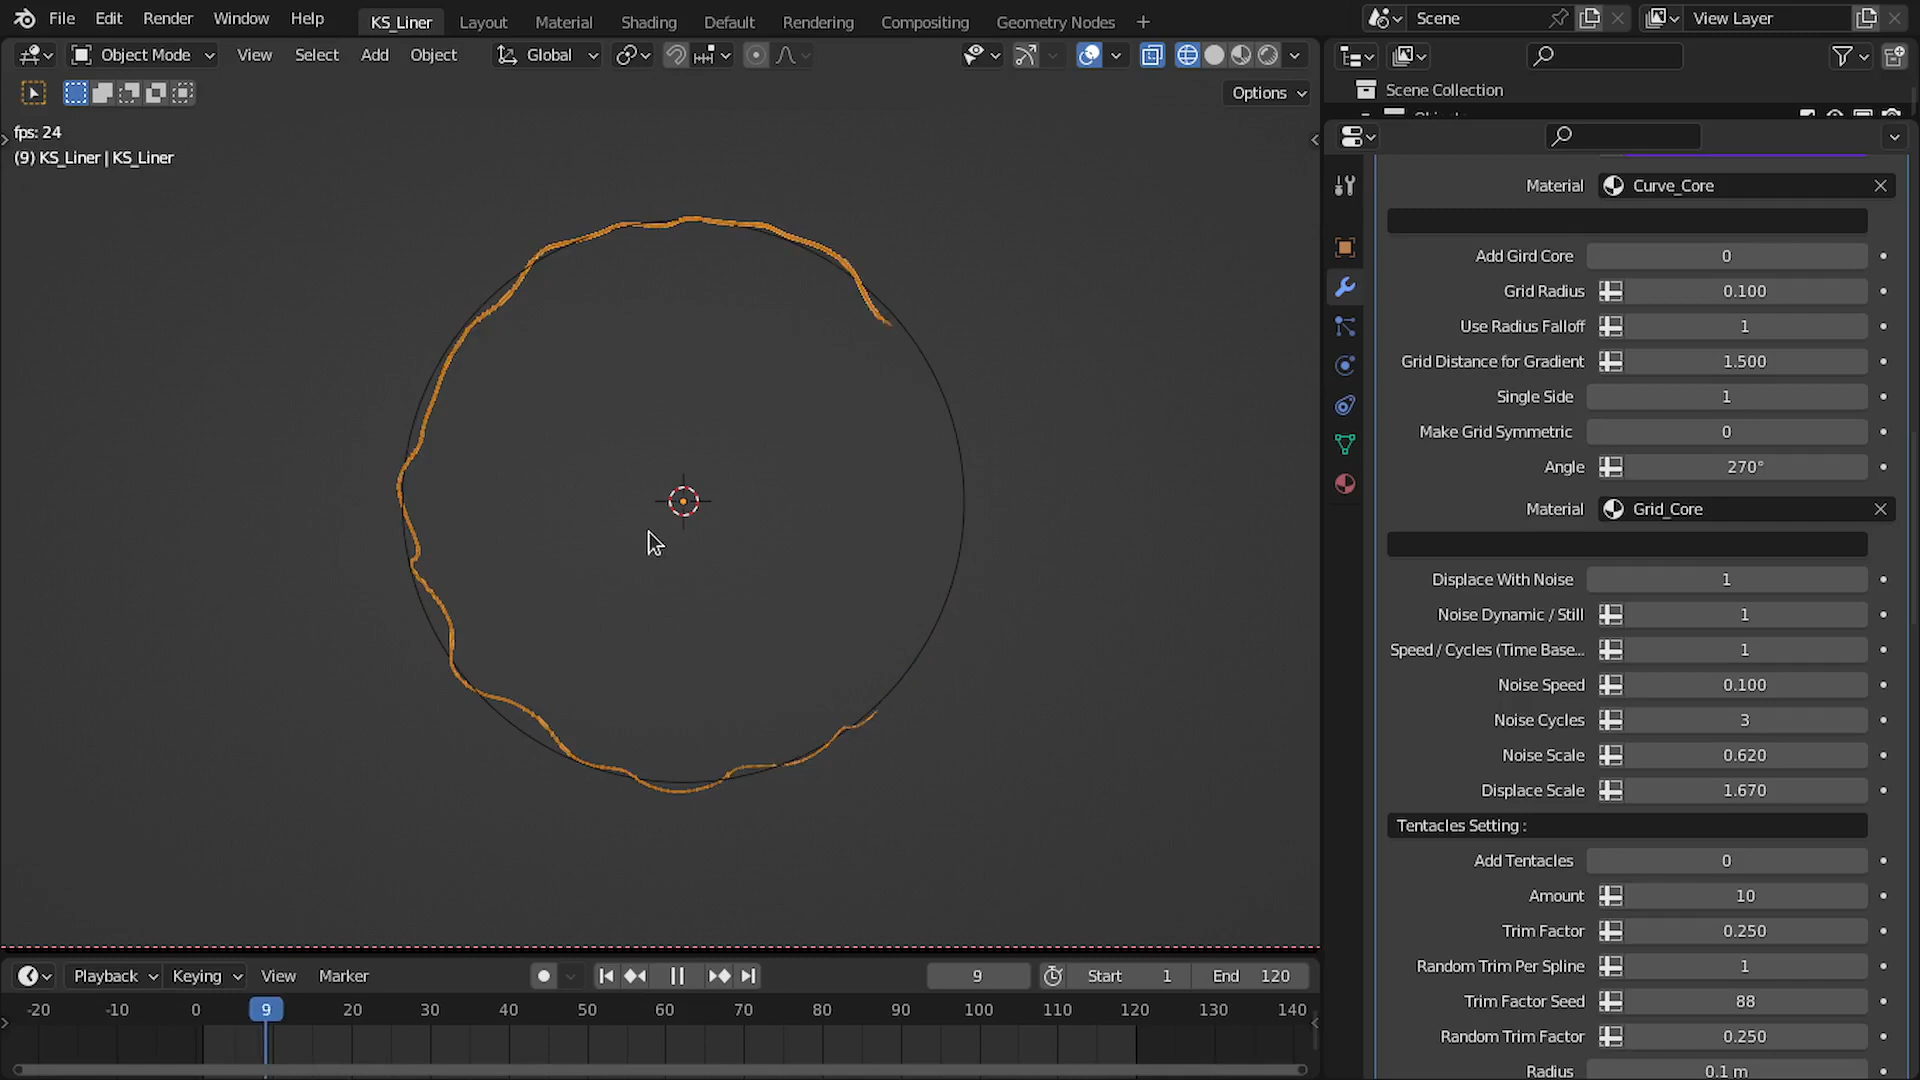 File Edit Render Window Help KS_Liner Layout Material Shading Default Rendering Compositing Geometry Nodes + Scene View Layer
Object Mode View Select Add Object Global
Options
Scene Collection
fps: 24
(9) KS_Liner | KS_Liner
Material Curve_Core
Add Gird Core 0
Grid Radius 0.100
Use Radius Falloff 1
Grid Distance for Gradient 1.500
Single Side 1
Make Grid Symmetric 0
Angle 270°
Material Grid_Core
Displace With Noise 1
Noise Dynamic / Still 1
Speed / Cycles (Time Base... 1
Noise Speed 0.100
Noise Cycles 3
Noise Scale 0.620
Displace Scale 1.670
Tentacles Setting :
Add Tentacles 0
Amount 10
Trim Factor 0.250
Random Trim Per Spline 1
Trim Factor Seed 88
Random Trim Factor 0.250
Radius 0.1 m
Playback Keying View Marker 9 Start 1 End 120
-20 -10 0 9 20 30 40 50 60 70 80 90 100 110 120 130 140